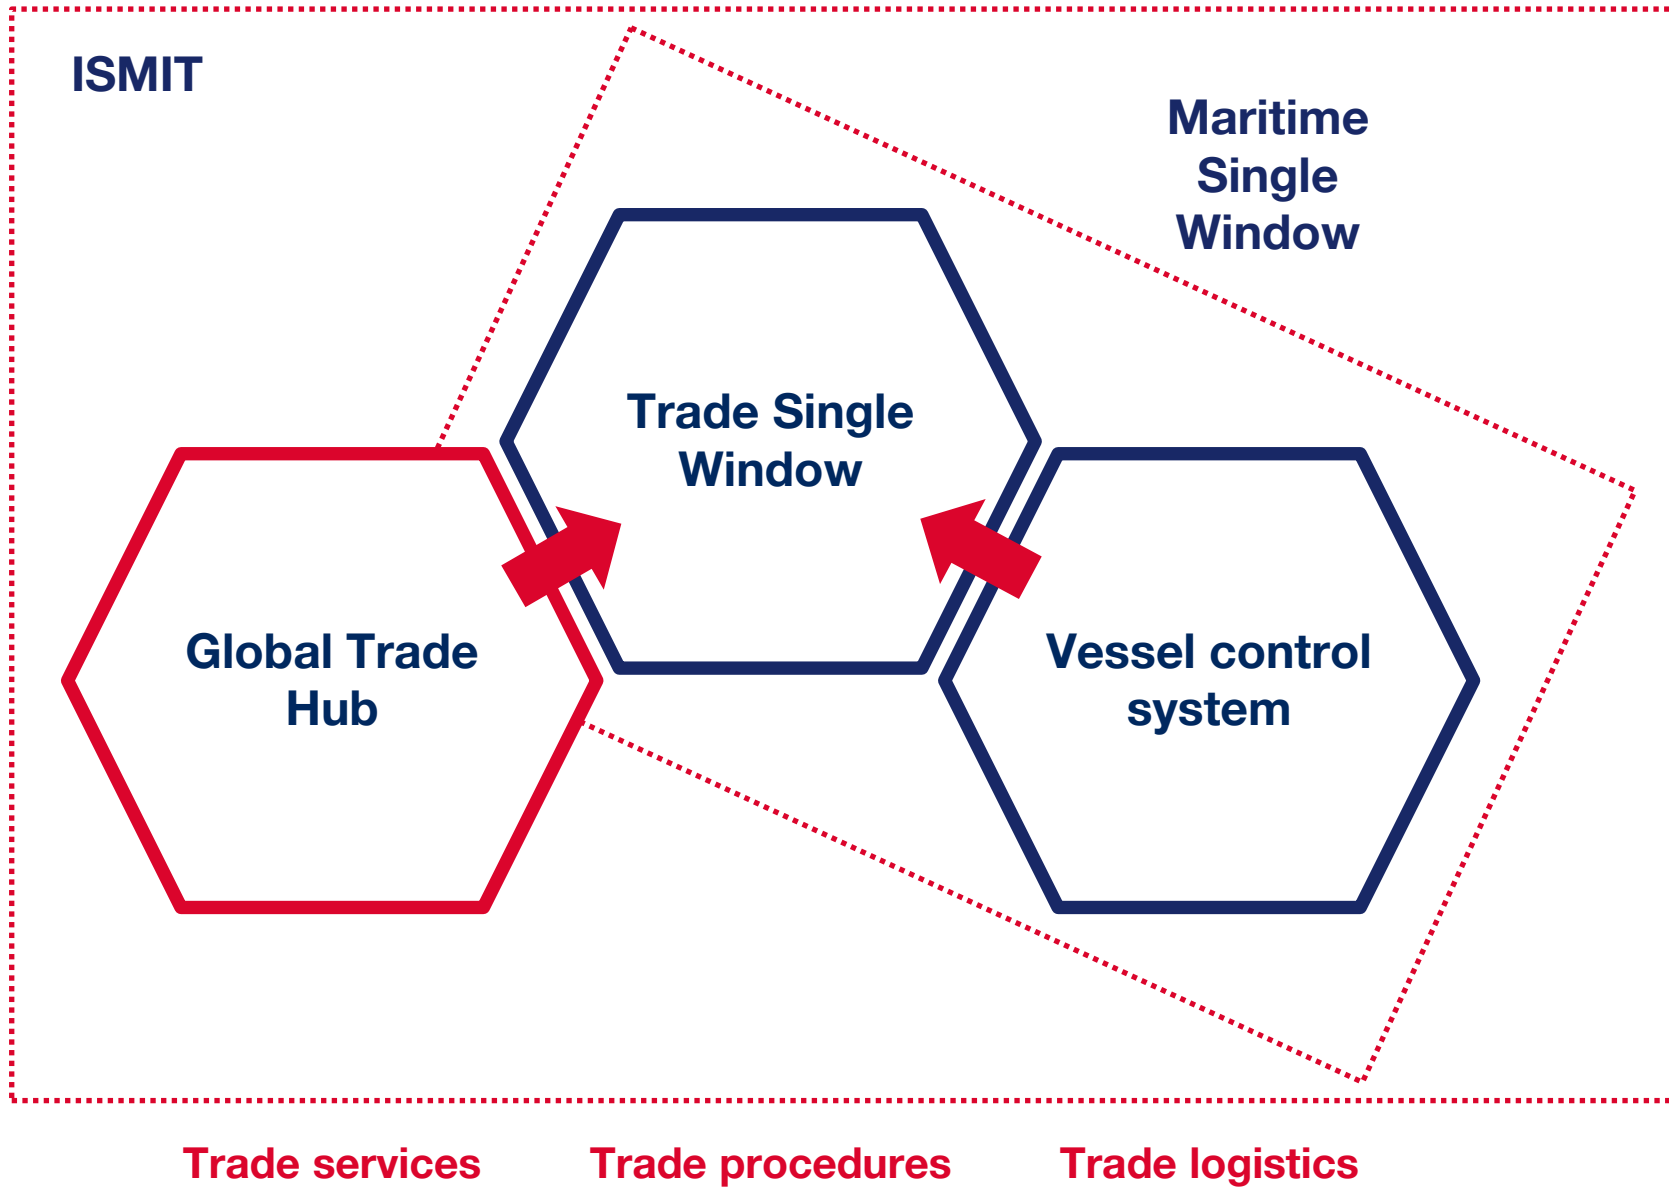 ISMIT
Maritime
Single
Window
Trade Single
Window
Global Trade
Hub
Vessel control
system
Trade services
Trade procedures
Trade logistics